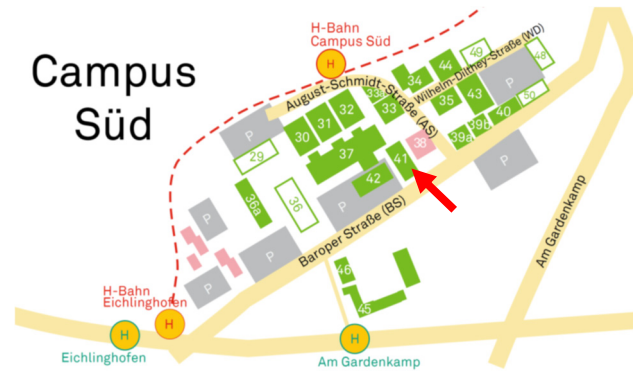 Campus
Süd
H-Bahn
Campus Süd
H
August-Schmidt-Straße (AS)
Wilhelm-Dilthey-Straße (WD)
P
29
30
31
32
33
34
35
44
49
43
P
48
50
40
39b
39a
38
P
37
41
42
P
36a
36
P
P
P
Baroper Straße (BS)
Am Gardenkamp
46
45
H-Bahn
Eichlinghofen
H
H
Eichlinghofen
H
Am Gardenkamp